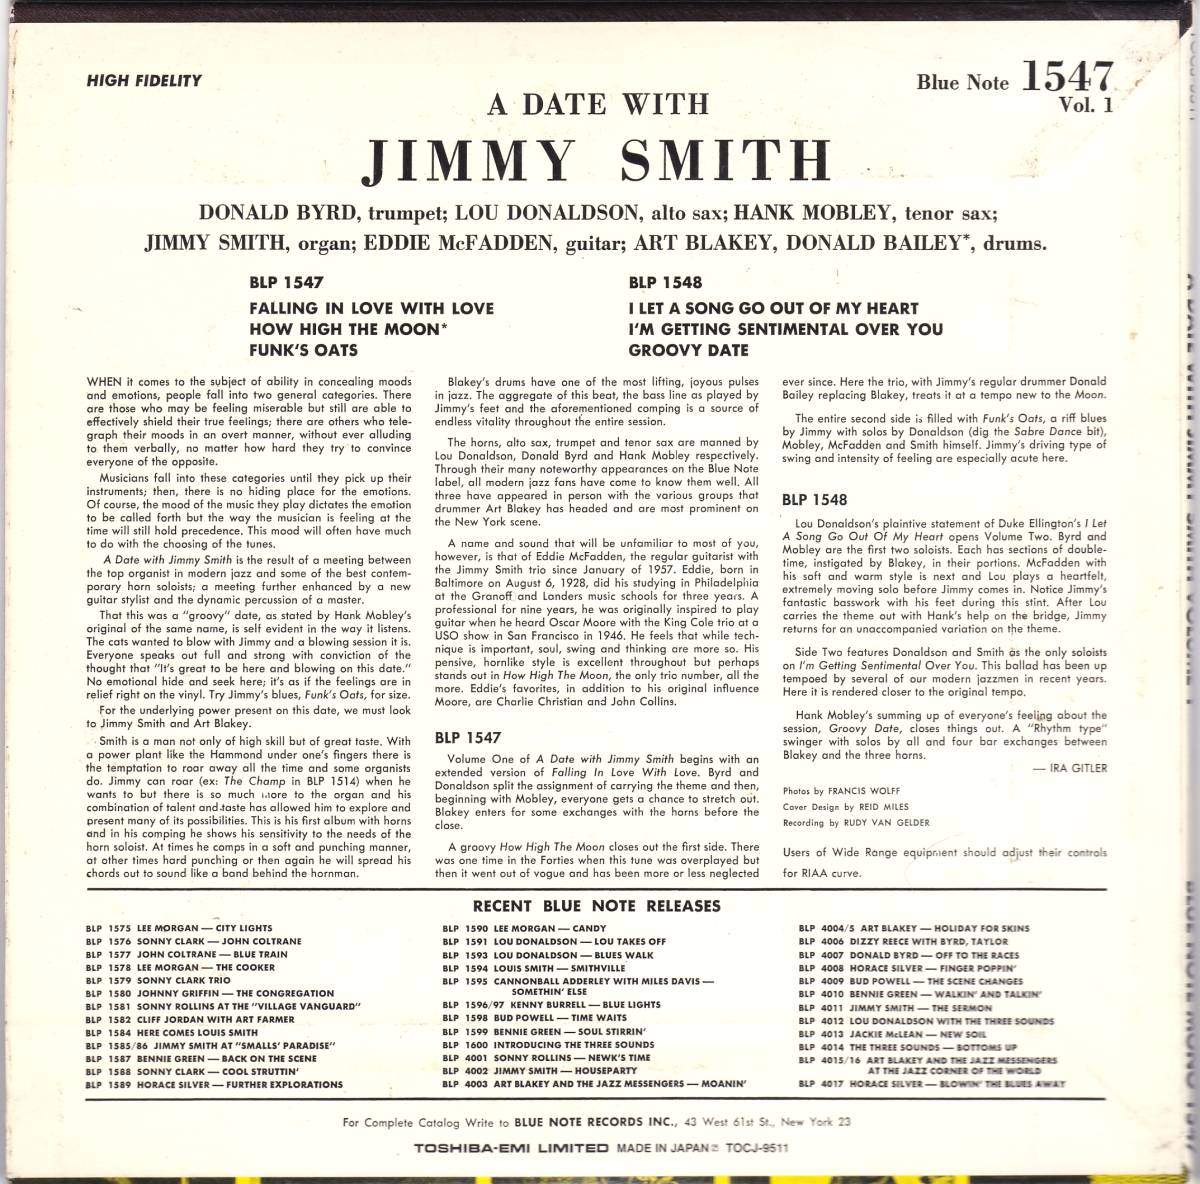 HIGH FIDELITY
Blue Note 1547
Vol. 1
A DATE WITH
JIMMY SMITH
DONALD BYRD, trumpet; LOU DONALDSON, alto sax; HANK MOBLEY, tenor sax;
JIMMY SMITH, organ; EDDIE McFADDEN, guitar; ART BLAKEY, DONALD BAILEY*, drums.
BLP 1547
FALLING IN LOVE WITH LOVE
HOW HIGH THE MOON*
FUNK'S OATS
BLP 1548
I LET A SONG GO OUT OF MY HEART
I'M GETTING SENTIMENTAL OVER YOU
GROOVY DATE
WHEN it comes to the subject of ability in concealing moods
and emotions, people fall into two general categories. There
are those who may be feeling miserable but still are able to
effectively shield their true feelings; there are others who tele-
graph their moods in an overt manner, without ever alluding
to them verbally, no matter how hard they try to convince
everyone of the opposite.
Musicians fall into these categories until they pick up their
instruments; then, there is no hiding place for the emotions.
Of course, the mood of the music they play dictates the emotion
to be called forth but the way the musician is feeling at the
time will still hold precedence. This mood will often have much
to do with the choosing of the tunes.
A Date with Jimmy Smith is the result of a meeting between
the top organist in modern jazz and some of the best contem-
porary horn soloists; a meeting further enhanced by a new
guitar stylist and the dynamic percussion of a master.
That this was a "groovy" date, as stated by Hank Mobley's
original of the same name, is self evident in the way it listens.
The cats wanted to blow with Jimmy and a blowing session it is.
Everyone speaks out full and strong with conviction of the
thought that "It's great to be here and blowing on this date."
No emotional hide and seek here; it's as if the feelings are in
relief right on the vinyl. Try Jimmy's blues, Funk's Oats, for size.
For the underlying power present on this date, we must look
to Jimmy Smith and Art Blakey.
Smith is a man not only of high skill but of great taste. With
a power plant like the Hammond under one's fingers there is
the temptation to roar away all the time and some organists
do. Jimmy can roar (ex: The Champ in BLP 1514) when he
wants to but there is so much more to the organ and his
combination of talent and taste has allowed him to explore and
present many of its possibilities. This is his first album with horns
and in his comping he shows his sensitivity to the needs of the
horn soloist. At times he comps in a soft and punching manner,
at other times hard punching or then again he will spread his
chords out to sound like a band behind the hornman.
Blakey's drums have one of the most lifting, joyous pulses
in jazz. The aggregate of this beat, the bass line as played by
Jimmy's feet and the aforementioned comping is a source of
endless vitality throughout the entire session.
The horns, alto sax, trumpet and tenor sax are manned by
Lou Donaldson, Donald Byrd and Hank Mobley respectively.
Through their many noteworthy appearances on the Blue Note
label, all modern jazz fans have come to know them well. All
three have appeared in person with the various groups that
drummer Art Blakey has headed and are most prominent on
the New York scene.
A name and sound that will be unfamiliar to most of you,
however, is that of Eddie McFadden, the regular guitarist with
the Jimmy Smith trio since January of 1957. Eddie, born in
Baltimore on August 6, 1928, did his studying in Philadelphia
at the Granoff and Landers music schools for three years. A
professional for nine years, he was originally inspired to play
guitar when he heard Oscar Moore with the King Cole trio at a
USO show in San Francisco in 1946. He feels that while tech-
nique is important, soul, swing and thinking are more so. His
pensive, hornlike style is excellent throughout but perhaps
stands out in How High The Moon, the only trio number, all the
more. Eddie's favorites, in addition to his original influence
Moore, are Charlie Christian and John Collins.
BLP 1547
Volume One of A Date with Jimmy Smith begins with an
extended version of Falling In Love With Love. Byrd and
Donaldson split the assignment of carrying the theme and then,
beginning with Mobley, everyone gets a chance to stretch out.
Blakey enters for some exchanges with the horns before the
close.
A groovy How High The Moon closes out the first side. There
was one time in the Forties when this tune was overplayed but
then it went out of vogue and has been more or less neglected
ever since. Here the trio, with Jimmy's regular drummer Donald
Bailey replacing Blakey, treats it at a tempo new to the Moon.
The entire second side is filled with Funk's Oats, a riff blues
by Jimmy with solos by Donaldson (dig the Sabre Dance bit),
Mobley, McFadden and Smith himself. Jimmy's driving type of
swing and intensity of feeling are especially acute here.
BLP 1548
Lou Donaldson's plaintive statement of Duke Ellington's I Let
A Song Go Out Of My Heart opens Volume Two. Byrd and
Mobley are the first two soloists. Each has sections of double-
time, instigated by Blakey, in their portions. McFadden with
his soft and warm style is next and Lou plays a heartfelt,
extremely moving solo before Jimmy comes in. Notice Jimmy's
fantastic basswork with his feet during this stint. After Lou
carries the theme out with Hank's help on the bridge, Jimmy
returns for an unaccompanied variation on the theme.
Side Two features Donaldson and Smith as the only soloists
on I'm Getting Sentimental Over You. This ballad has been up
tempoed by several of our modern jazzmen in recent years.
Here it is rendered closer to the original tempo.
Hank Mobley's summing up of everyone's feeling about the
session, Groovy Date, closes things out. A "Rhythm type"
swinger with solos by all and four bar exchanges between
Blakey and the three horns.
— IRA GITLER
Photos by FRANCIS WOLFF
Cover Design by REID MILES
Recording by RUDY VAN GELDER
Users of Wide Range equipment should adjust their controls
for RIAA curve.
RECENT BLUE NOTE RELEASES
BLP 1575 LEE MORGAN — CITY LIGHTS
BLP 1576 SONNY CLARK — JOHN COLTRANE
BLP 1577 JOHN COLTRANE — BLUE TRAIN
BLP 1578 LEE MORGAN — THE COOKER
BLP 1579 SONNY CLARK TRIO
BLP 1580 JOHNNY GRIFFIN — THE CONGREGATION
BLP 1581 SONNY ROLLINS AT THE "VILLAGE VANGUARD"
BLP 1582 CLIFF JORDAN WITH ART FARMER
BLP 1584 HERE COMES LOUIS SMITH
BLP 1585/86 JIMMY SMITH AT "SMALLS' PARADISE"
BLP 1587 BENNIE GREEN — BACK ON THE SCENE
BLP 1588 SONNY CLARK — COOL STRUTTIN'
BLP 1589 HORACE SILVER — FURTHER EXPLORATIONS
BLP 1590 LEE MORGAN — CANDY
BLP 1591 LOU DONALDSON — LOU TAKES OFF
BLP 1593 LOU DONALDSON — BLUES WALK
BLP 1594 LOUIS SMITH — SMITHVILLE
BLP 1595 CANNONBALL ADDERLEY WITH MILES DAVIS —
SOMETHIN' ELSE
BLP 1596/97 KENNY BURRELL — BLUE LIGHTS
BLP 1598 BUD POWELL — TIME WAITS
BLP 1599 BENNIE GREEN — SOUL STIRRIN'
BLP 1600 INTRODUCING THE THREE SOUNDS
BLP 4001 SONNY ROLLINS — NEWK'S TIME
BLP 4002 JIMMY SMITH — HOUSEPARTY
BLP 4003 ART BLAKEY AND THE JAZZ MESSENGERS — MOANIN'
BLP 4004/5 ART BLAKEY — HOLIDAY FOR SKINS
BLP 4006 DIZZY REECE WITH BYRD, TAYLOR
BLP 4007 DONALD BYRD — OFF TO THE RACES
BLP 4008 HORACE SILVER — FINGER POPPIN'
BLP 4009 BUD POWELL — THE SCENE CHANGES
BLP 4010 BENNIE GREEN — WALKIN' AND TALKIN'
BLP 4011 JIMMY SMITH — THE SERMON
BLP 4012 LOU DONALDSON WITH THE THREE SOUNDS
BLP 4013 JACKIE McLEAN — NEW SOIL
BLP 4014 THE THREE SOUNDS — BOTTOMS UP
BLP 4015/16 ART BLAKEY AND THE JAZZ MESSENGERS
AT THE JAZZ CORNER OF THE WORLD
BLP 4017 HORACE SILVER — BLOWIN' THE BLUES AWAY
For Complete Catalog Write to BLUE NOTE RECORDS INC., 43 West 61st St., New York 23
TOSHIBA-EMI LIMITED MADE IN JAPAN TOCJ-9511